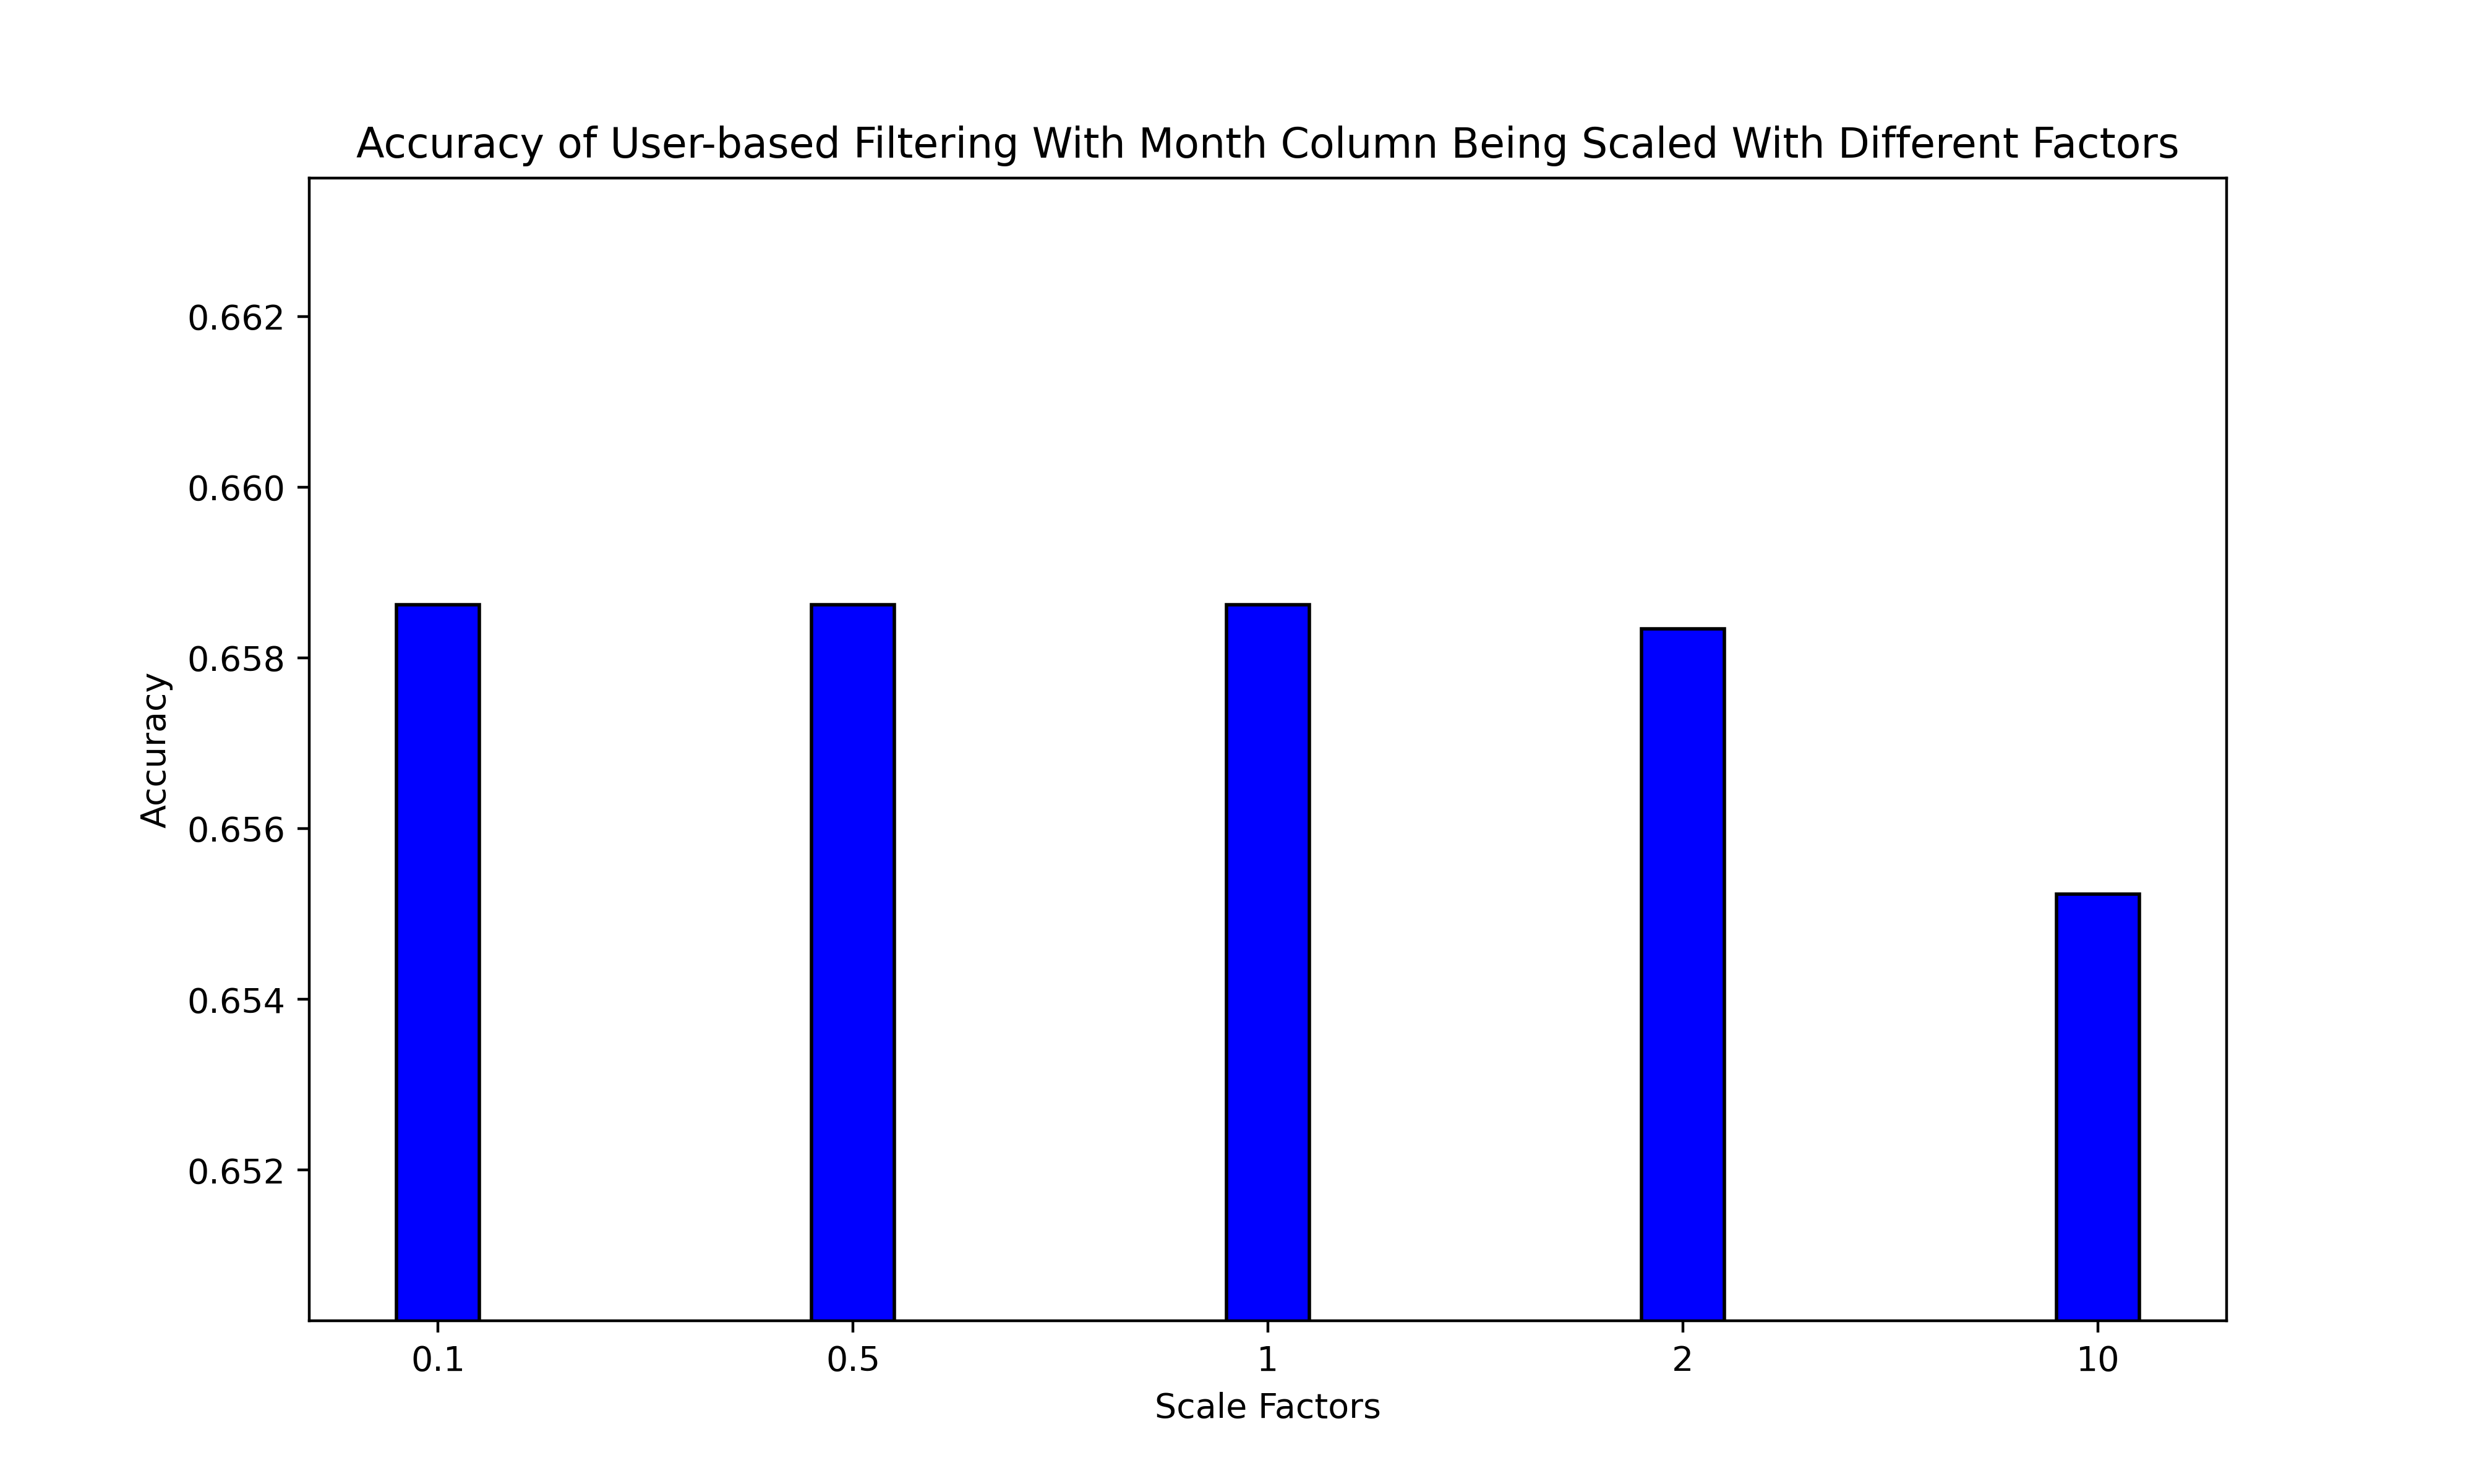 Accuracy of User-based Filtering With Month Column Being Scaled With Different Factors
0.662
0.660
0.658
0.656
0.654
0.652
Accuracy
0.1 0.5 1 2 10
Scale Factors